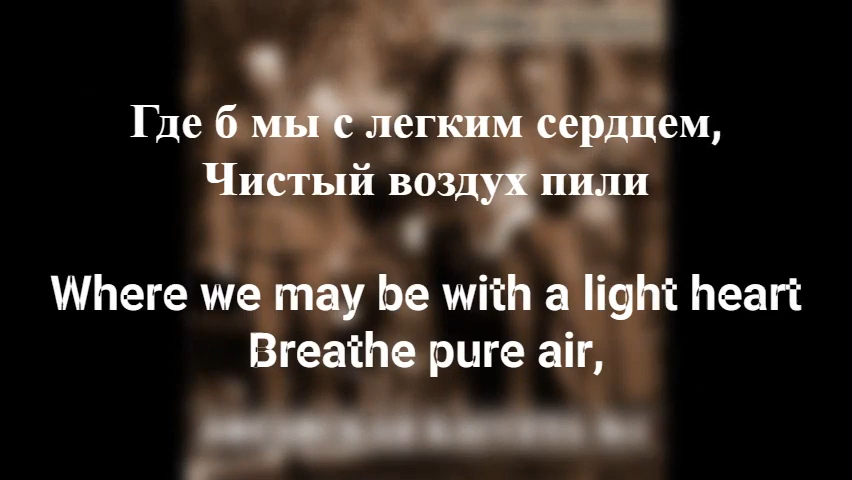 Где б мы с легким сердцем,
Чистый воздух пили
Where we may be with a light heart
Breathe pure air,